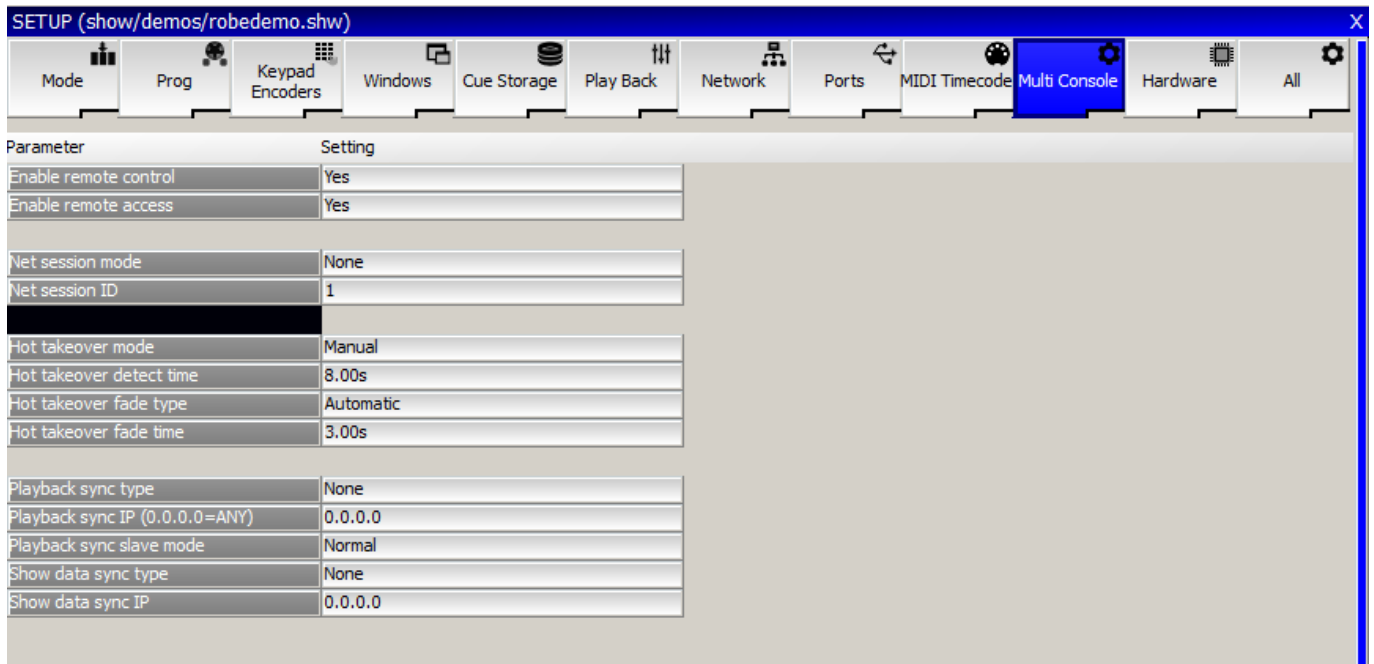 SETUP (show/demos/robedemo.shw) X
Mode Prog Keypad Encoders Windows Cue Storage Play Back Network Ports MIDI Timecode Multi Console Hardware All
Parameter Setting
Enable remote control Yes
Enable remote access Yes
Net session mode None
Net session ID 1
Hot takeover mode Manual
Hot takeover detect time 8.00s
Hot takeover fade type Automatic
Hot takeover fade time 3.00s
Playback sync type None
Playback sync IP (0.0.0.0=ANY) 0.0.0.0
Playback sync slave mode Normal
Show data sync type None
Show data sync IP 0.0.0.0